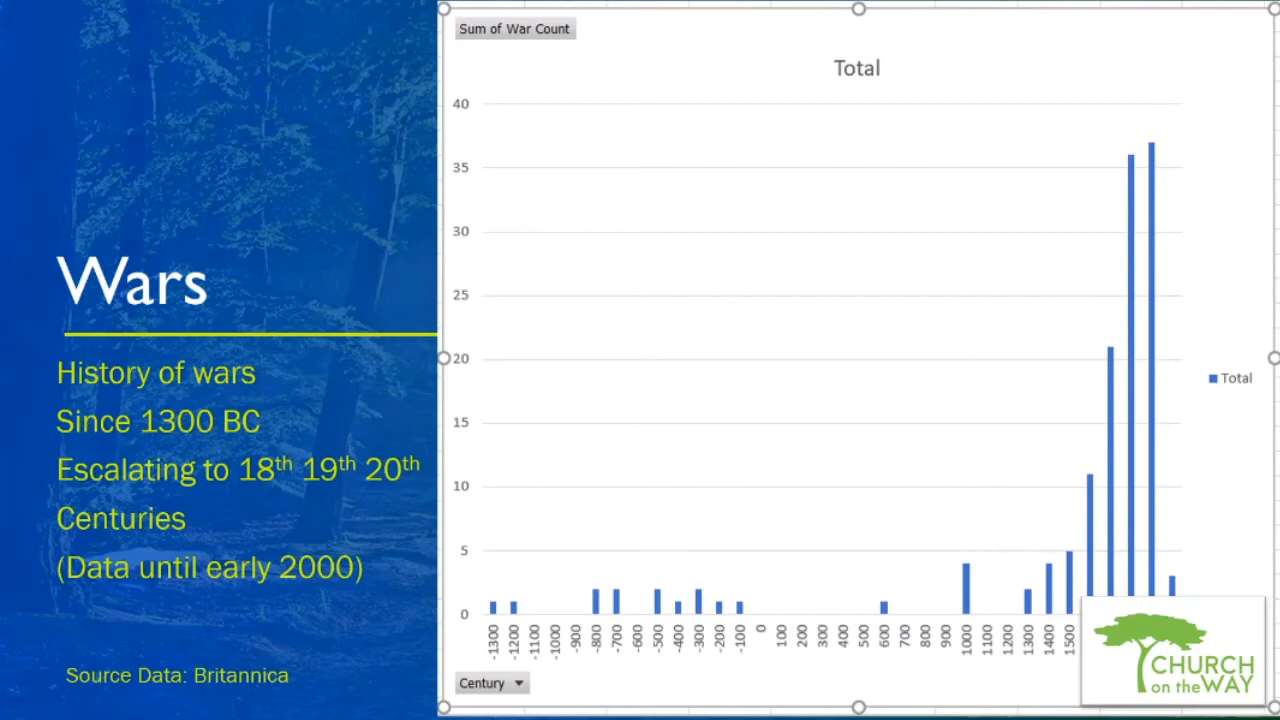 Sum of War Count
Total
40
35
30
25
20
15
10
5
0
-1300
-1200
-1100
-1000
-900
-800
-700
-600
-500
-400
-300
-200
-100
0
100
200
300
400
500
600
700
800
900
1000
1100
1200
1300
1400
1500
Total
Century
Wars
History of wars
Since 1300 BC
Escalating to 18th 19th 20th
Centuries
(Data until early 2000)
Source Data: Britannica
CHURCH
on the WAY